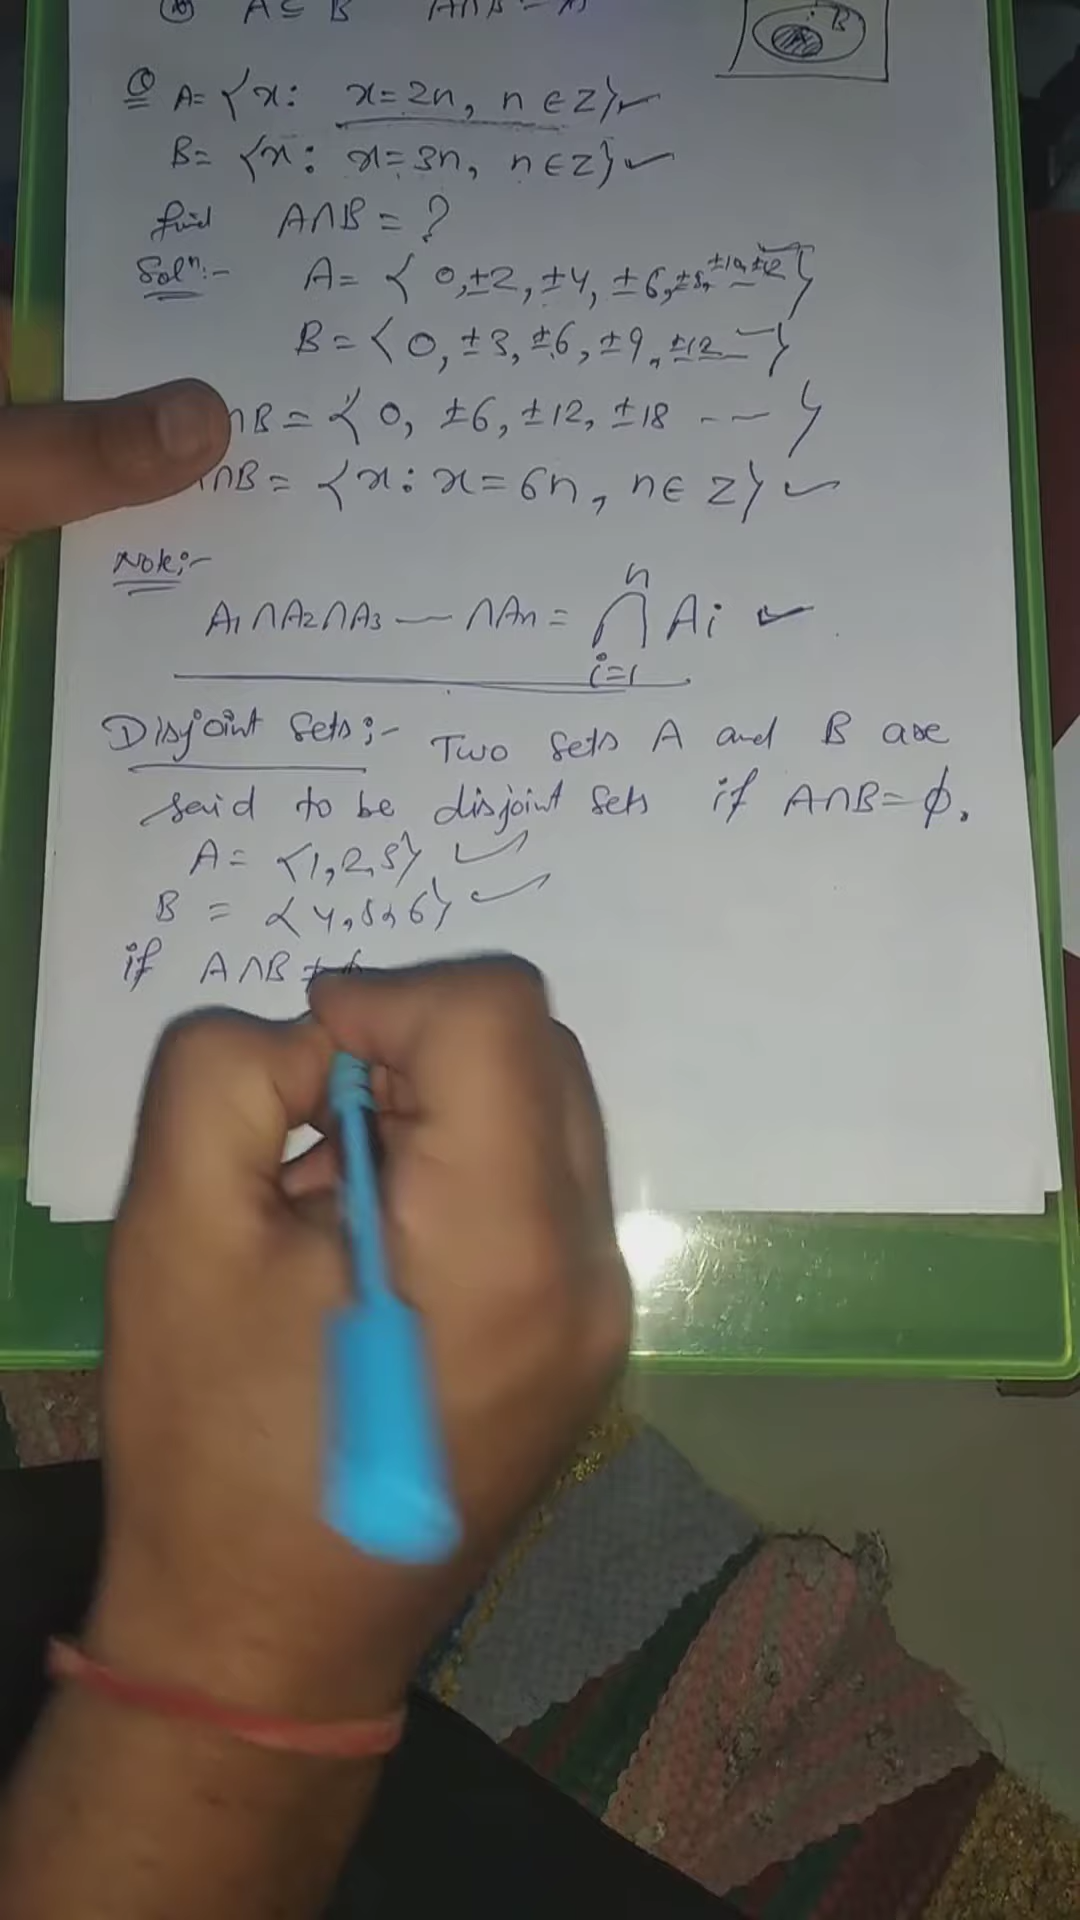 A ⊆ B A∩B = A
B
Q A = {x: x=2n, n ∈ Z}
B = {x: x=3n, n ∈ Z}
find A∩B = ?
Solⁿ:-
A = { 0, ±2, ±4, ±6, ±8, ±10, ±12 }
B = {0, ±3, ±6, ±9, ±12 — }
∩B = { 0, ±6, ±12, ±18 --- }
∩B = {x: x = 6n, n ∈ Z}
Note:-
A₁∩A₂∩A₃ — ∩Aₙ = ⋂ⁿᵢ₌₁ Ai
Disjoint Sets:- Two sets A and B are
said to be disjoint sets if A∩B = ϕ.
A = {1,2,3}
B = {4,5,6}
if A∩B ≠ ϕ